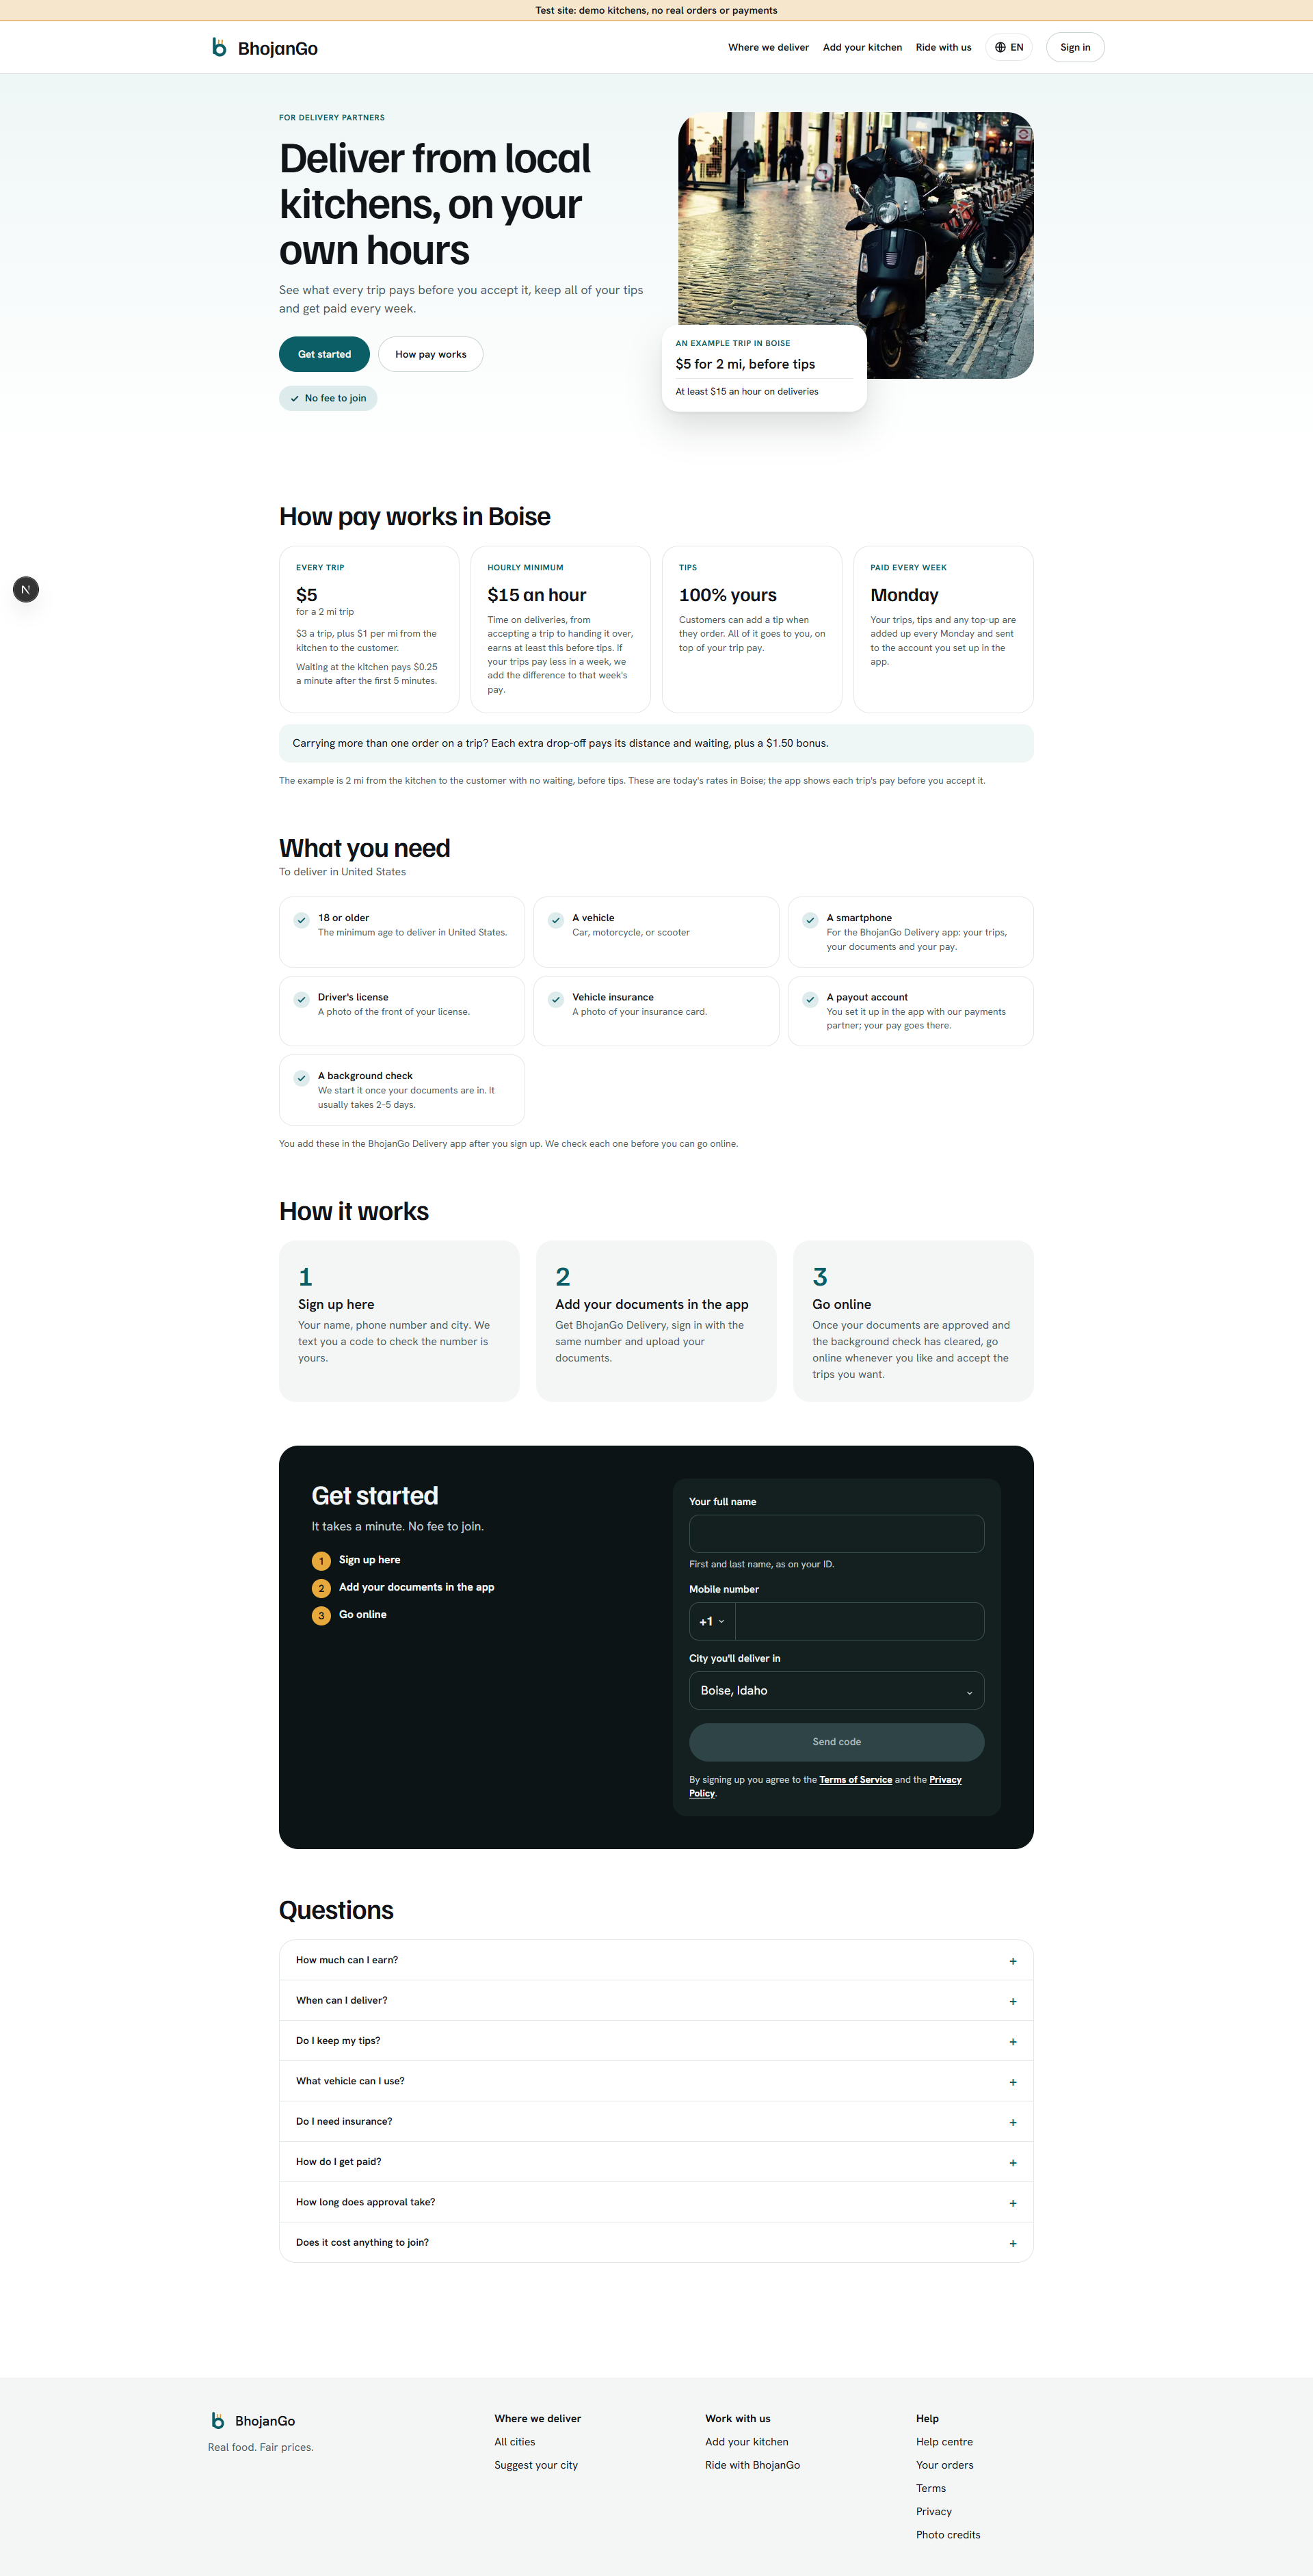 Test site: demo kitchens, no real orders or payments
BhojanGo
Where we deliver
Add your kitchen
Ride with us
EN
Sign in
FOR DELIVERY PARTNERS
Deliver from local
kitchens, on your
own hours
See what every trip pays before you accept it, keep all of your tips
and get paid every week.
Get started
How pay works
No fee to join
AN EXAMPLE TRIP IN BOISE
$5 for 2 mi, before tips
At least $15 an hour on deliveries
How pay works in Boise
EVERY TRIP
$5
for a 2 mi trip
$3 a trip, plus $1 per mi from the
kitchen to the customer.
Waiting at the kitchen pays $0.25
a minute after the first 5 minutes.
HOURLY MINIMUM
$15 an hour
Time on deliveries, from
accepting a trip to handing it over,
earns at least this before tips. If
your trips pay less in a week, we
add the difference to that week's
pay.
TIPS
100% yours
Customers can add a tip when
they order. All of it goes to you, on
top of your trip pay.
PAID EVERY WEEK
Monday
Your trips, tips and any top-up are
added up every Monday and sent
to the account you set up in the
app.
Carrying more than one order on a trip? Each extra drop-off pays its distance and waiting, plus a $1.50 bonus.
The example is 2 mi from the kitchen to the customer with no waiting, before tips. These are today's rates in Boise; the app shows each trip's pay before you accept it.
What you need
To deliver in United States
18 or older
The minimum age to deliver in United States.
A vehicle
Car, motorcycle, or scooter
A smartphone
For the BhojanGo Delivery app: your trips,
your documents and your pay.
Driver's license
A photo of the front of your license.
Vehicle insurance
A photo of your insurance card.
A payout account
You set it up in the app with our payments
partner; your pay goes there.
A background check
We start it once your documents are in. It
usually takes 2-5 days.
You add these in the BhojanGo Delivery app after you sign up. We check each one before you can go online.
How it works
1
Sign up here
Your name, phone number and city. We
text you a code to check the number is
yours.
2
Add your documents in the app
Get BhojanGo Delivery, sign in with the
same number and upload your
documents.
3
Go online
Once your documents are approved and
the background check has cleared, go
online whenever you like and accept the
trips you want.
Get started
It takes a minute. No fee to join.
1 Sign up here
2 Add your documents in the app
3 Go online
Your full name
First and last name, as on your ID.
Mobile number
+1
City you'll deliver in
Boise, Idaho
Send code
By signing up you agree to the Terms of Service and the Privacy
Policy.
Questions
How much can I earn?
When can I deliver?
Do I keep my tips?
What vehicle can I use?
Do I need insurance?
How do I get paid?
How long does approval take?
Does it cost anything to join?
BhojanGo
Real food. Fair prices.
Where we deliver
All cities
Suggest your city
Work with us
Add your kitchen
Ride with BhojanGo
Help
Help centre
Your orders
Terms
Privacy
Photo credits